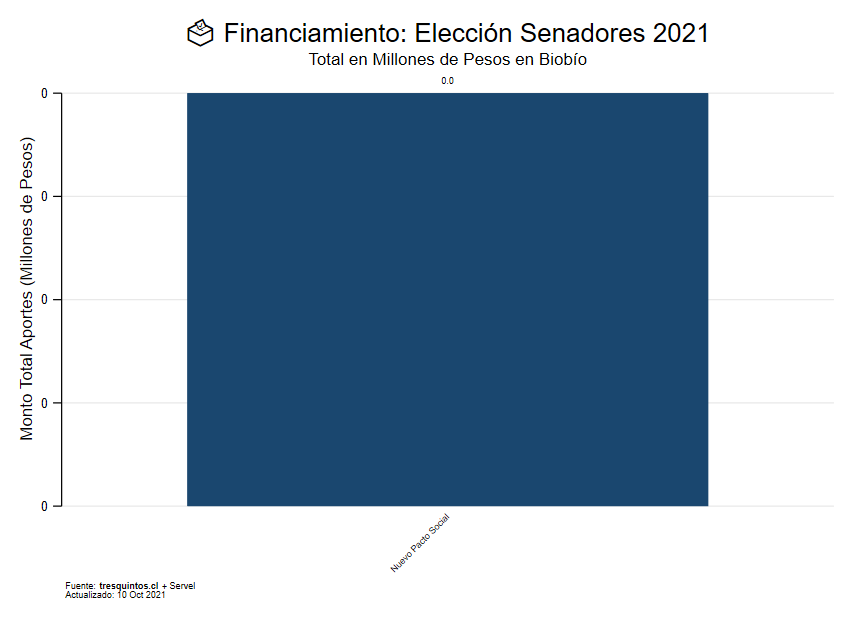 Financiamiento: Elección Senadores 2021
Total en Millones de Pesos en Biobío
0.0
0
0
0
0
0
Monto Total Aportes (Millones de Pesos)
Nuevo Pacto Social
Fuente: tresquintos.cl + Servel
Actualizado: 10 Oct 2021